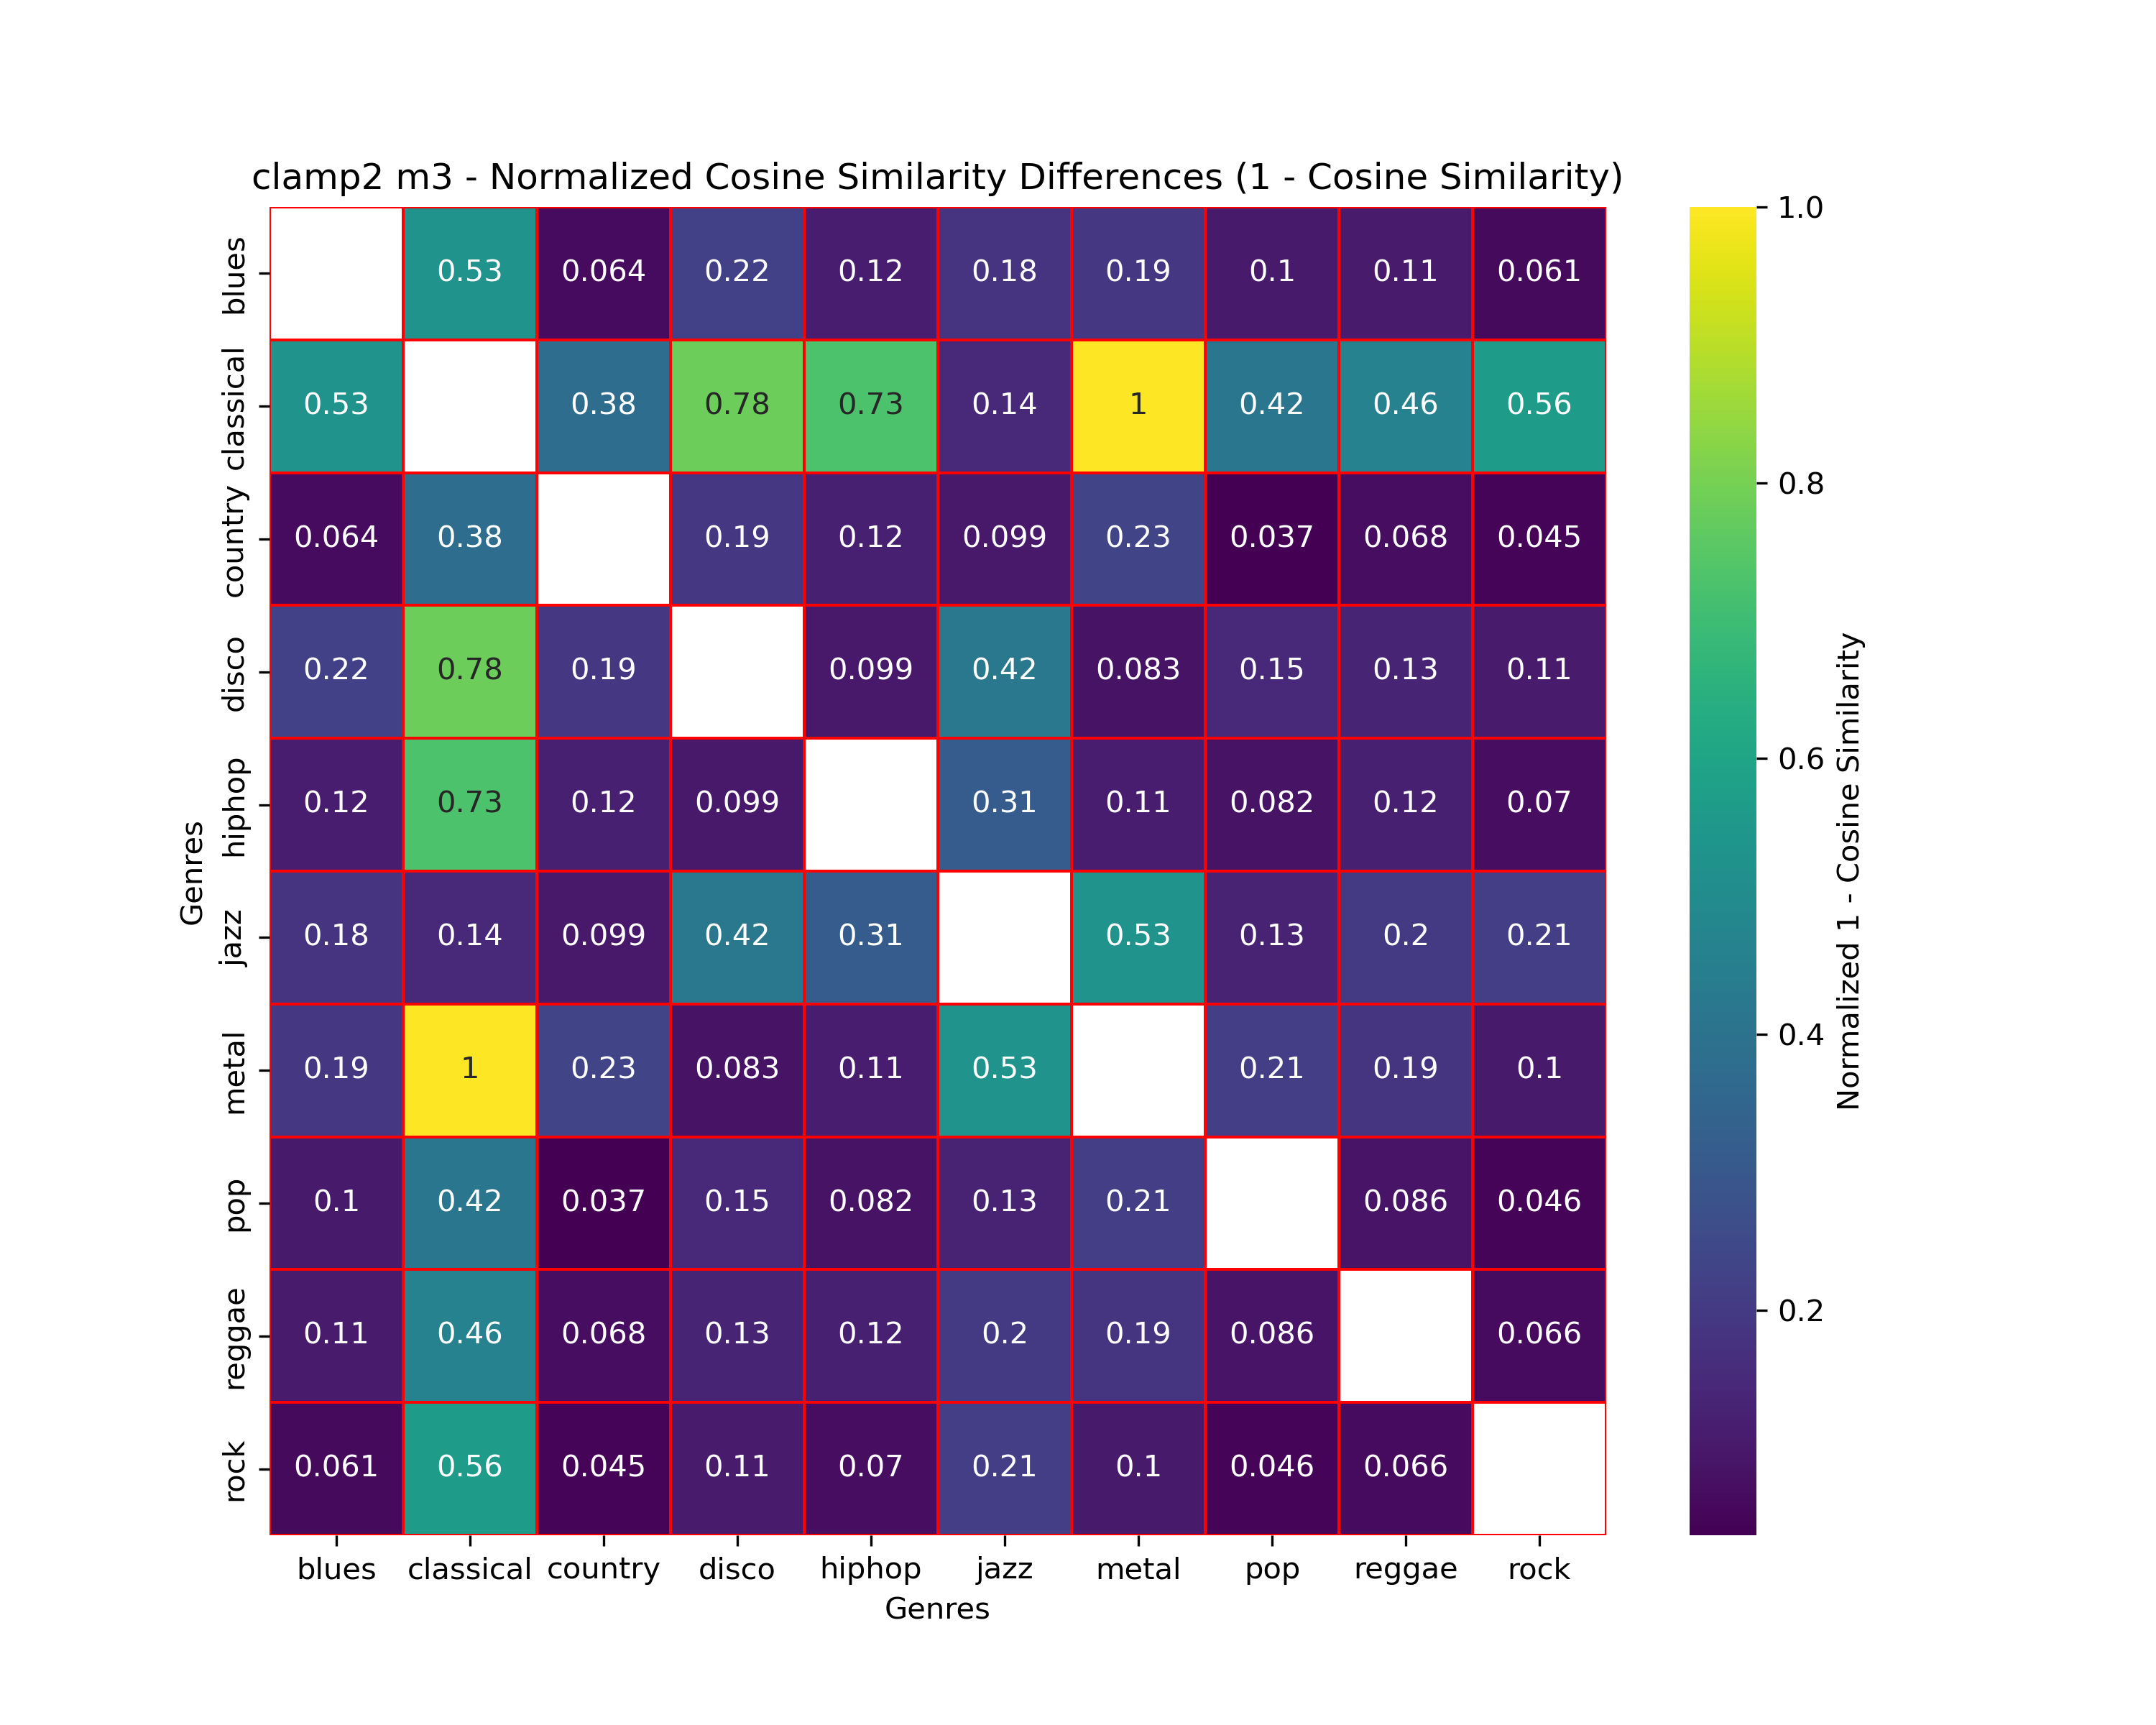 clamp2 m3 - Normalized Cosine Similarity Differences (1 - Cosine Similarity)
blues 0.53 0.064 0.22 0.12 0.18 0.19 0.1 0.11 0.061
classical 0.53 0.38 0.78 0.73 0.14 1 0.42 0.46 0.56
country 0.064 0.38 0.19 0.12 0.099 0.23 0.037 0.068 0.045
disco 0.22 0.78 0.19 0.099 0.42 0.083 0.15 0.13 0.11
hiphop 0.12 0.73 0.12 0.099 0.31 0.11 0.082 0.12 0.07
jazz 0.18 0.14 0.099 0.42 0.31 0.53 0.13 0.2 0.21
metal 0.19 1 0.23 0.083 0.11 0.53 0.21 0.19 0.1
pop 0.1 0.42 0.037 0.15 0.082 0.13 0.21 0.086 0.046
reggae 0.11 0.46 0.068 0.13 0.12 0.2 0.19 0.086 0.066
rock 0.061 0.56 0.045 0.11 0.07 0.21 0.1 0.046 0.066
blues classical country disco hiphop jazz metal pop reggae rock
Genres
Genres
1.0
0.8
0.6
0.4
0.2
Normalized 1 - Cosine Similarity